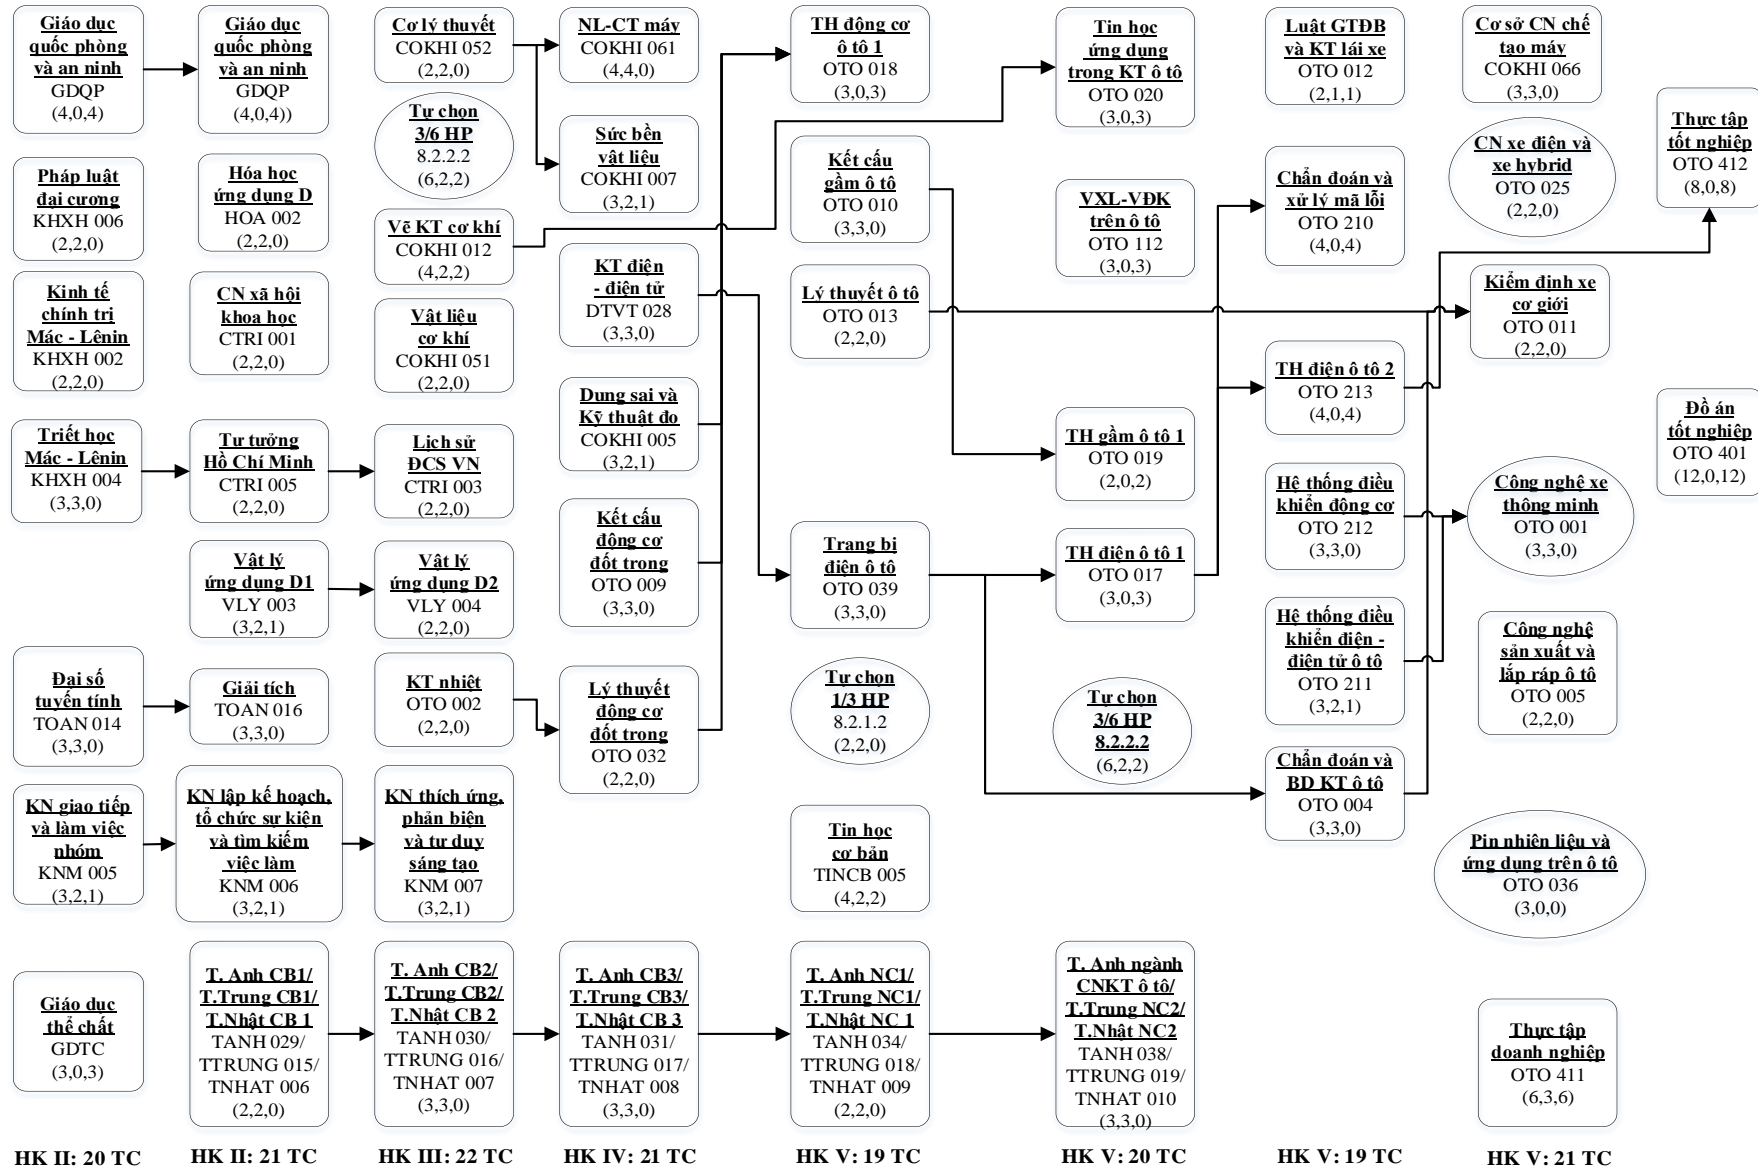 Giáo dục
quốc phòng
và an ninh
GDQP
(4,0,4)
Pháp luật
đại cương
KHXH 006
(2,2,0)
Kinh tế
chính trị
Mác - Lênin
KHXH 002
(2,2,0)
Triết học
Mác - Lênin
KHXH 004
(3,3,0)
Đại số
tuyến tính
TOAN 014
(3,3,0)
KN giao tiếp
và làm việc
nhóm
KNM 005
(3,2,1)
Giáo dục
thể chất
GDTC
(3,0,3)
HK II: 20 TC
Giáo dục
quốc phòng
và an ninh
GDQP
(4,0,4))
Hóa học
ứng dụng D
HOA 002
(2,2,0)
CN xã hội
khoa học
CTRI 001
(2,2,0)
Tư tưởng
Hồ Chí Minh
CTRI 005
(2,2,0)
Vật lý
ứng dụng D1
VLY 003
(3,2,1)
Giải tích
TOAN 016
(3,3,0)
KN lập kế hoạch,
tổ chức sự kiện
và tìm kiếm
việc làm
KNM 006
(3,2,1)
T. Anh CB1/
T.Trung CB1/
T.Nhật CB 1
TANH 029/
TTRUNG 015/
TNHAT 006
(2,2,0)
HK II: 21 TC
Cơ lý thuyết
COKHI 052
(2,2,0)
Tự chọn
3/6 HP
8.2.2.2
(6,2,2)
Vẽ KT cơ khí
COKHI 012
(4,2,2)
Vật liệu
cơ khí
COKHI 051
(2,2,0)
Lịch sử
ĐCS VN
CTRI 003
(2,2,0)
Vật lý
ứng dụng D2
VLY 004
(2,2,0)
KT nhiệt
OTO 002
(2,2,0)
KN thích ứng,
phản biện
và tư duy
sáng tạo
KNM 007
(3,2,1)
T. Anh CB2/
T.Trung CB2/
T.Nhật CB 2
TANH 030/
TTRUNG 016/
TNHAT 007
(3,3,0)
HK III: 22 TC
NL-CT máy
COKHI 061
(4,4,0)
Sức bền
vật liệu
COKHI 007
(3,2,1)
KT điện
- điện tử
DTVT 028
(3,3,0)
Dung sai và
Kỹ thuật đo
COKHI 005
(3,2,1)
Kết cấu
động cơ
đốt trong
OTO 009
(3,3,0)
Lý thuyết
động cơ
đốt trong
OTO 032
(2,2,0)
T. Anh CB3/
T.Trung CB3/
T.Nhật CB 3
TANH 031/
TTRUNG 017/
TNHAT 008
(3,3,0)
HK IV: 21 TC
TH động cơ
ô tô 1
OTO 018
(3,0,3)
Kết cấu
gầm ô tô
OTO 010
(3,3,0)
Lý thuyết ô tô
OTO 013
(2,2,0)
Trang bị
điện ô tô
OTO 039
(3,3,0)
Tự chọn
1/3 HP
8.2.1.2
(2,2,0)
Tin học
cơ bản
TINCB 005
(4,2,2)
T. Anh NC1/
T.Trung NC1/
T.Nhật NC 1
TANH 034/
TTRUNG 018/
TNHAT 009
(2,2,0)
HK V: 19 TC
Tin học
ứng dụng
trong KT ô tô
OTO 020
(3,0,3)
VXL-VĐK
trên ô tô
OTO 112
(3,0,3)
TH gầm ô tô 1
OTO 019
(2,0,2)
TH điện ô tô 1
OTO 017
(3,0,3)
Tự chọn
3/6 HP
8.2.2.2
(6,2,2)
T. Anh ngành
CNKT ô tô/
T.Trung NC2/
T.Nhật NC2
TANH 038/
TTRUNG 019/
TNHAT 010
(3,3,0)
HK V: 20 TC
Luật GTĐB
và KT lái xe
OTO 012
(2,1,1)
Chẩn đoán và
xử lý mã lỗi
OTO 210
(4,0,4)
TH điện ô tô 2
OTO 213
(4,0,4)
Hệ thống điều
khiển động cơ
OTO 212
(3,3,0)
Hệ thống điều
khiển điện -
điện tử ô tô
OTO 211
(3,2,1)
Chẩn đoán và
BD KT ô tô
OTO 004
(3,3,0)
HK V: 19 TC
Cơ sở CN chế
tạo máy
COKHI 066
(3,3,0)
CN xe điện và
xe hybrid
OTO 025
(2,2,0)
Kiểm định xe
cơ giới
OTO 011
(2,2,0)
Công nghệ xe
thông minh
OTO 001
(3,3,0)
Công nghệ
sản xuất và
lắp ráp ô tô
OTO 005
(2,2,0)
Pin nhiên liệu và
ứng dụng trên ô tô
OTO 036
(3,0,0)
Thực tập
doanh nghiệp
OTO 411
(6,3,6)
HK V: 21 TC
Thực tập
tốt nghiệp
OTO 412
(8,0,8)
Đồ án
tốt nghiệp
OTO 401
(12,0,12)